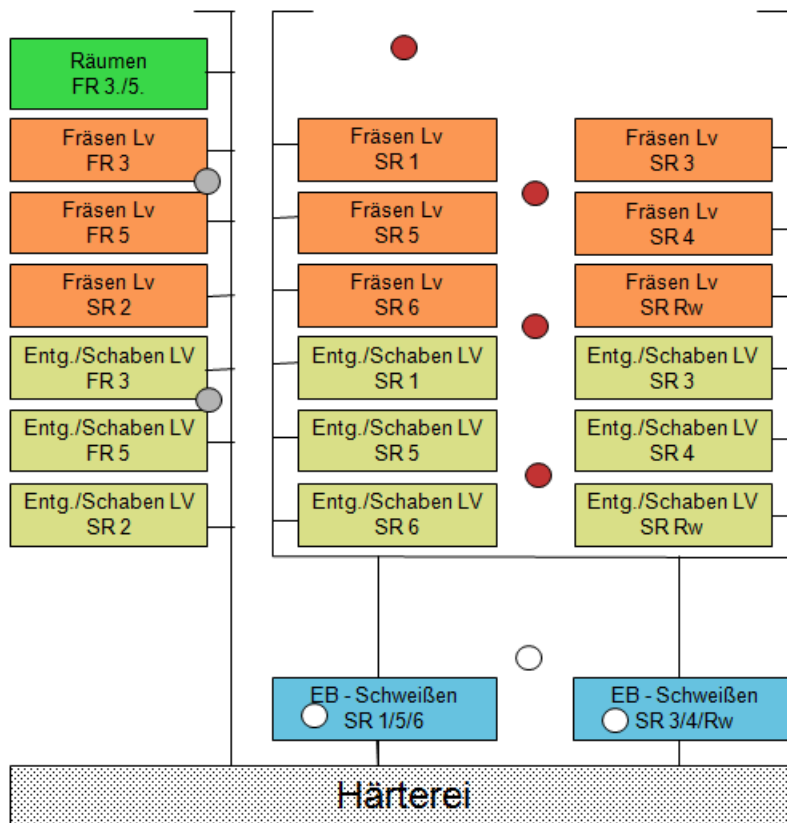 Räumen
FR 3./5.
Fräsen Lv
FR 3
Fräsen Lv
SR 1
Fräsen Lv
SR 3
Fräsen Lv
FR 5
Fräsen Lv
SR 5
Fräsen Lv
SR 4
Fräsen Lv
SR 2
Fräsen Lv
SR 6
Fräsen Lv
SR Rw
Entg./Schaben LV
FR 3
Entg./Schaben LV
SR 1
Entg./Schaben LV
SR 3
Entg./Schaben LV
FR 5
Entg./Schaben LV
SR 5
Entg./Schaben LV
SR 4
Entg./Schaben LV
SR 2
Entg./Schaben LV
SR 6
Entg./Schaben LV
SR Rw
EB - Schweißen
SR 1/5/6
EB - Schweißen
SR 3/4/Rw
Härterei